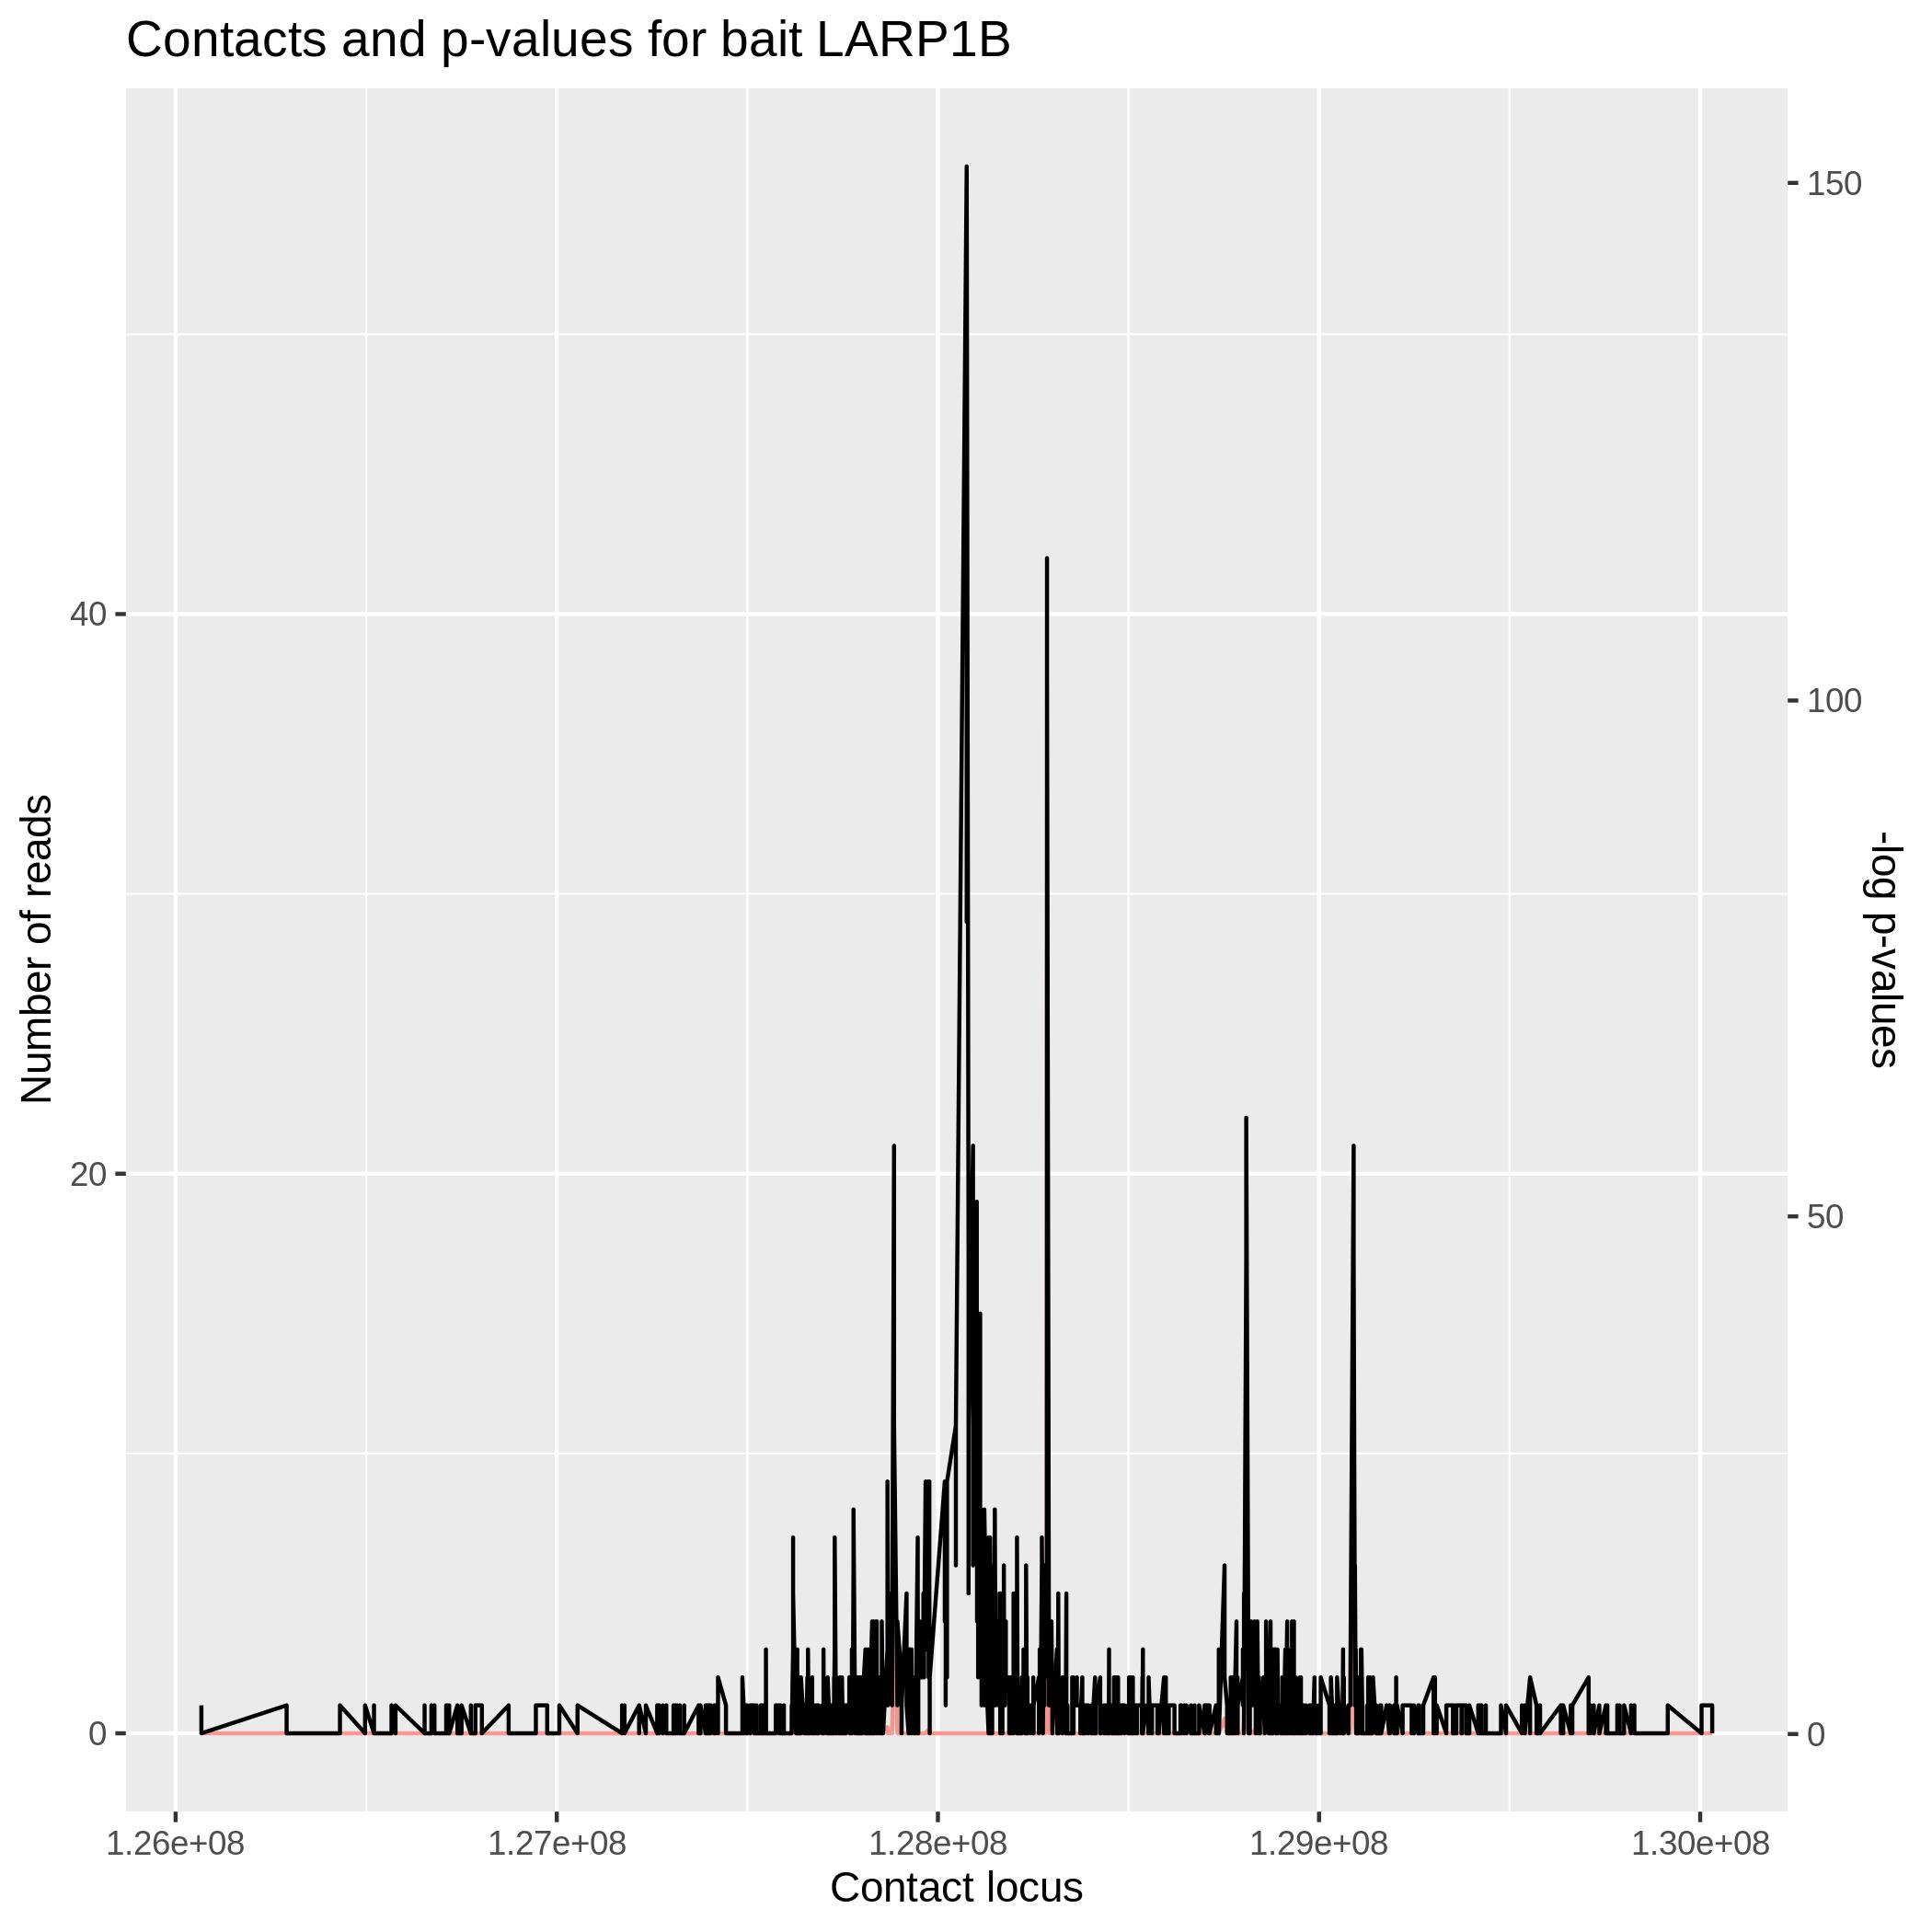 Contacts and p-values for bait LARP1B
Number of reads
40
20
0
150
100
50
0
-log p-values
1.26e+08
1.27e+08
1.28e+08
1.29e+08
1.30e+08
Contact locus